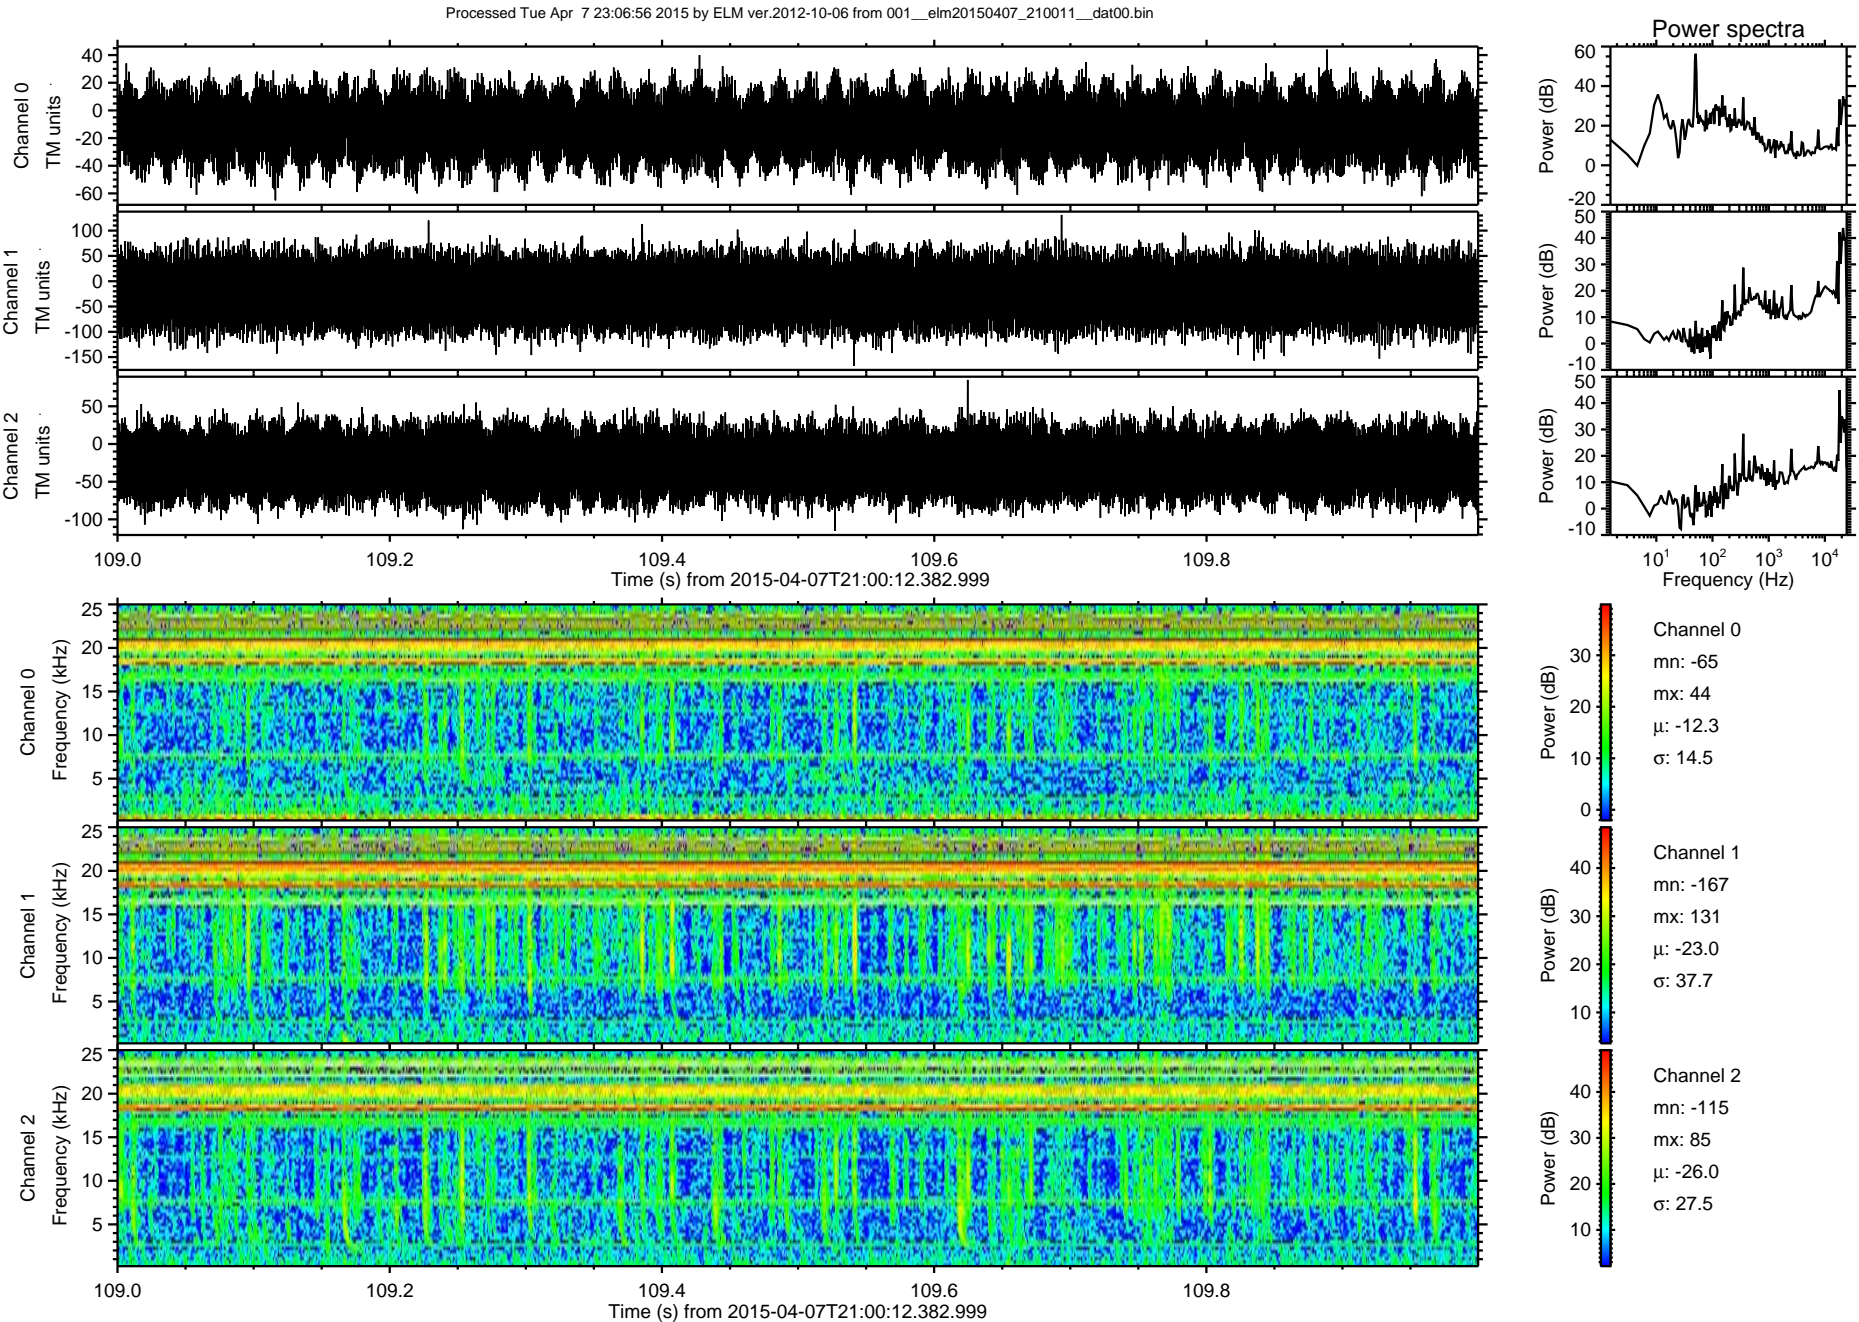 Processed Tue Apr  7 23:06:56 2015 by ELM ver.2012-10-06 from 001__elm20150407_210011__dat00.bin
Power spectra
Channel 0
TM units
40
20
0
-20
-40
-60
Power (dB)
60
40
20
0
-20
Channel 1
TM units
100
50
0
-50
-100
-150
Power (dB)
50
40
30
20
10
0
-10
Channel 2
TM units
50
0
-50
-100
Power (dB)
50
40
30
20
10
0
-10
109.0 109.2 109.4 109.6 109.8
Time (s) from 2015-04-07T21:00:12.382.999
10^1 10^2 10^3 10^4
Frequency (Hz)
Channel 0
Frequency (kHz)
25
20
15
10
5
Power (dB)
30
20
10
0
Channel 0
mn: -65
mx: 44
μ: -12.3
σ: 14.5
Channel 1
Frequency (kHz)
25
20
15
10
5
Power (dB)
40
30
20
10
Channel 1
mn: -167
mx: 131
μ: -23.0
σ: 37.7
Channel 2
Frequency (kHz)
25
20
15
10
5
Power (dB)
40
30
20
10
Channel 2
mn: -115
mx: 85
μ: -26.0
σ: 27.5
109.0 109.2 109.4 109.6 109.8
Time (s) from 2015-04-07T21:00:12.382.999